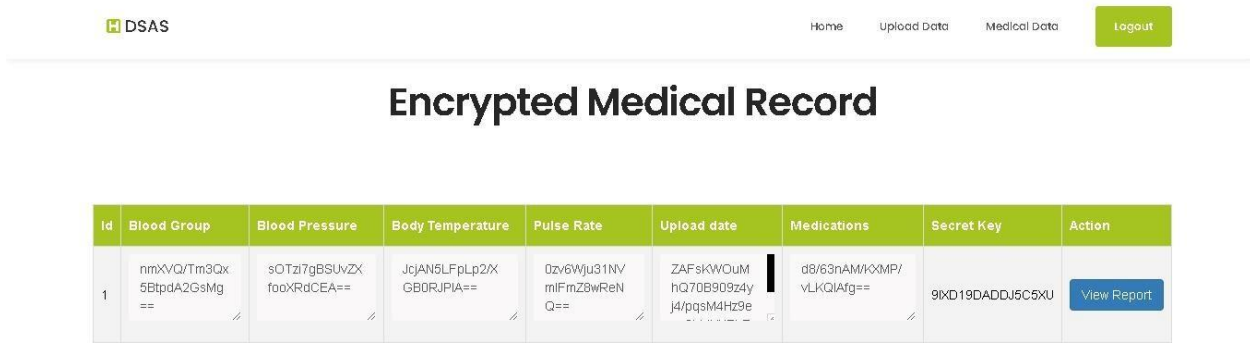 H DSAS
Home Upload Data Medical Data Logout
Encrypted Medical Record
Id Blood Group Blood Pressure Body Temperature Pulse Rate Upload date Medications Secret Key Action
1
nmXVQ/Tm3Qx
5BtpdA2GsMg
==
sOTzi7gBSUvZX
fooXRdCEA==
JcjAN5LFpLp2/X
GB0RJPIA==
0zv6Wju31NV
mIFmZ8wReN
Q==
ZAFsKWOuM
hQ70B909z4y
j4/pqsM4Hz9e
d8/63nAM/KXMP/
vLKQIAfg==
9IXD19DADDJ5C5XU
View Report